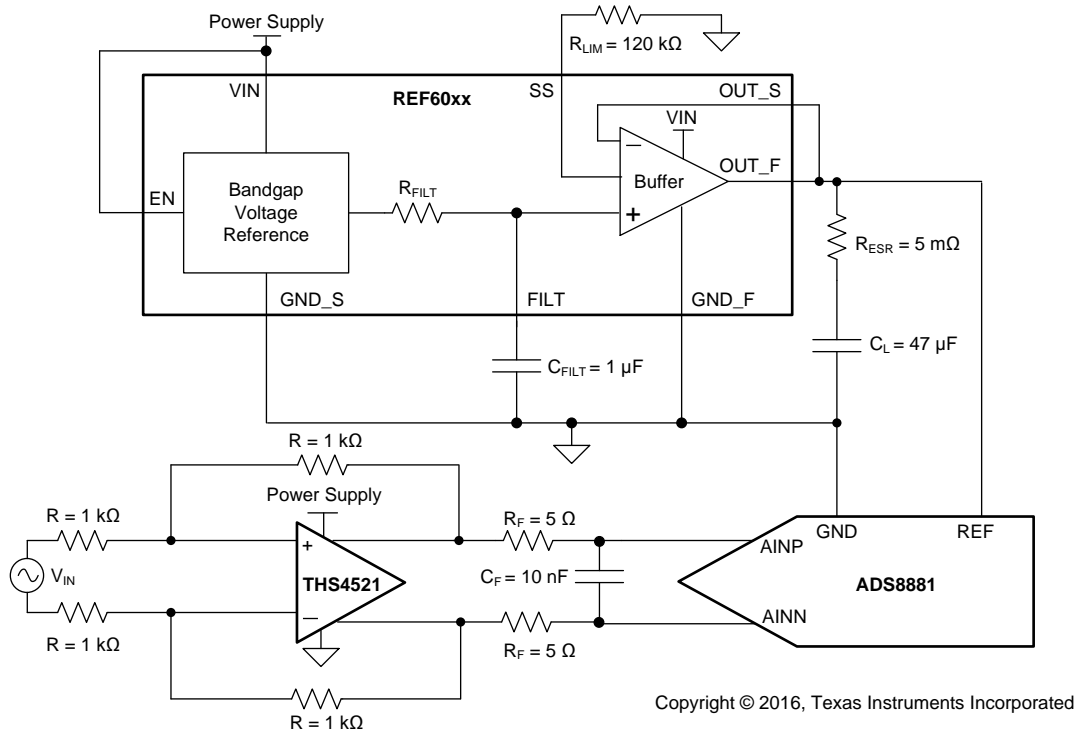 Power Supply
R_LIM = 120 kΩ
VIN
REF60xx
SS
OUT_S
VIN
OUT_F
EN
Bandgap
Voltage
Reference
R_FILT
−
Buffer
+
R_ESR = 5 mΩ
GND_S
FILT
GND_F
C_FILT = 1 µF
C_L = 47 µF
R = 1 kΩ
Power Supply
R = 1 kΩ
R_F = 5 Ω
GND
REF
+
AINP
V_IN
THS4521
C_F = 10 nF
ADS8881
−
AINN
R = 1 kΩ
R_F = 5 Ω
R = 1 kΩ
Copyright © 2016, Texas Instruments Incorporated